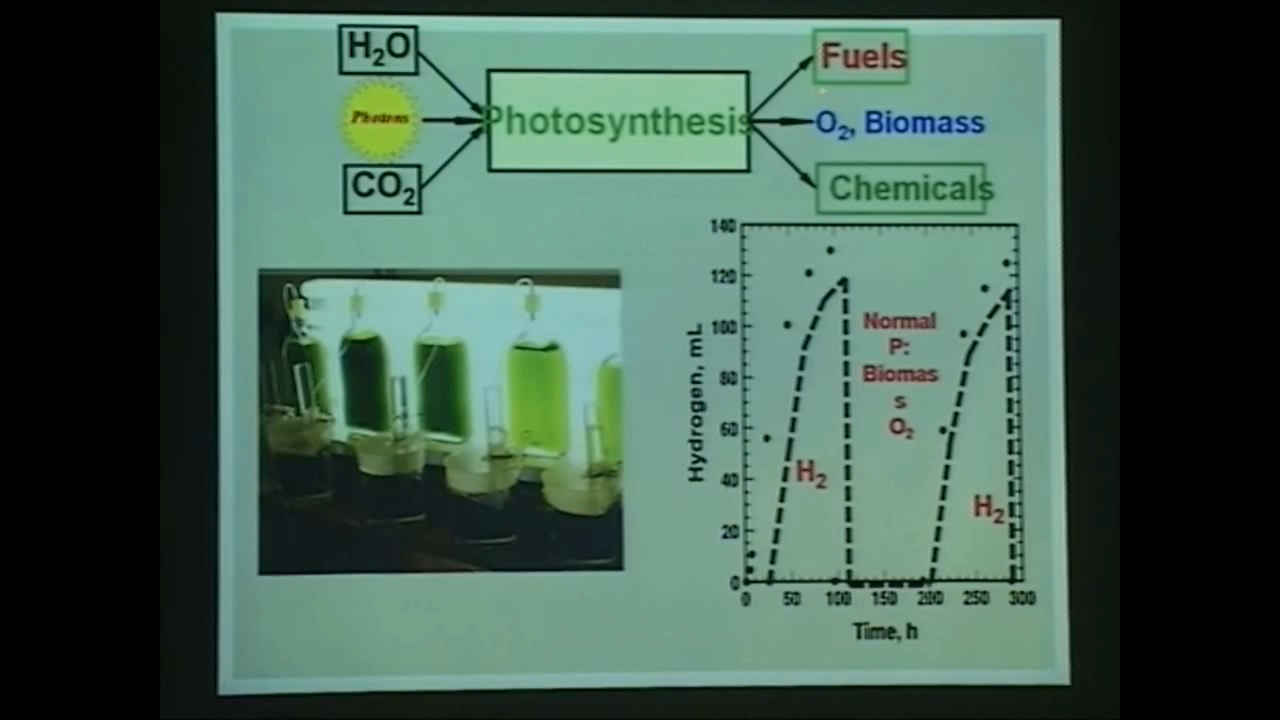 H₂O
Photons
CO₂
Photosynthesis
Fuels
O₂, Biomass
Chemicals
Hydrogen, mL
140
120
100
80
60
40
20
0
Normal
P:
Biomas
s
O₂
H₂
H₂
0 50 100 150 200 250 300
Time, h